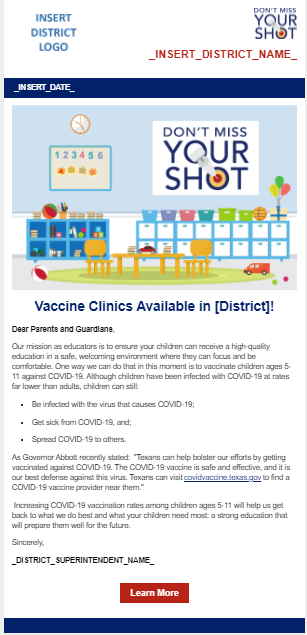 INSERT
DISTRICT
LOGO
DON'T MISS
YOUR
SHOT
_INSERT_DISTRICT_NAME_
_INSERT_DATE_
1 2 3 4 5 6
DON'T MISS
YOUR
SHOT
Vaccine Clinics Available in [District]!
Dear Parents and Guardians,
Our mission as educators is to ensure your children can receive a high-quality
education in a safe, welcoming environment where they can focus and be
comfortable. One way we can do that in this moment is to vaccinate children ages 5-
11 against COVID-19. Although children have been infected with COVID-19 at rates
far lower than adults, children can still:
• Be infected with the virus that causes COVID-19;
• Get sick from COVID-19, and;
• Spread COVID-19 to others.
As Governor Abbott recently stated: "Texans can help bolster our efforts by getting
vaccinated against COVID-19. The COVID-19 vaccine is safe and effective, and it is
our best defense against this virus. Texans can visit covidvaccine.texas.gov to find a
COVID-19 vaccine provider near them."
Increasing COVID-19 vaccination rates among children ages 5-11 will help us get
back to what we do best and what your children need most: a strong education that
will prepare them well for the future.
Sincerely,
_DISTRICT_SUPERINTENDENT_NAME_
Learn More